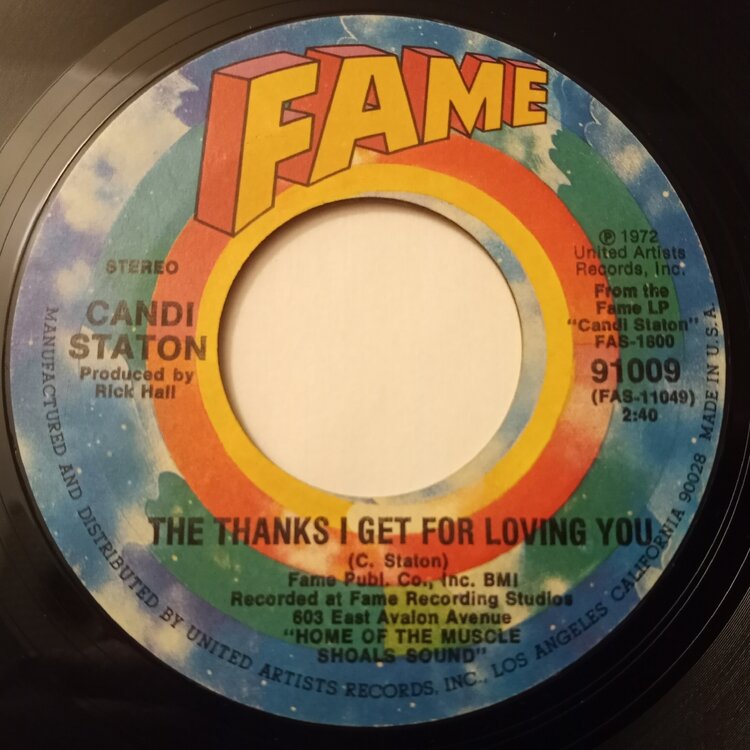 FAME
STEREO
CANDI
STATON
Produced by
Rick Hall
℗ 1972
United Artists
Records, Inc.
From the
Fame LP
"Candi Staton"
FAS-1800
91009
(FAS-11049)
2:40
THE THANKS I GET FOR LOVING YOU
(C. Staton)
Fame Publ. Co., Inc. BMI
Recorded at Fame Recording Studios
603 East Avalon Avenue
"HOME OF THE MUSCLE
SHOALS SOUND"
MANUFACTURED AND DISTRIBUTED BY UNITED ARTISTS RECORDS, INC., LOS ANGELES CALIFORNIA 90028 MADE IN U.S.A.